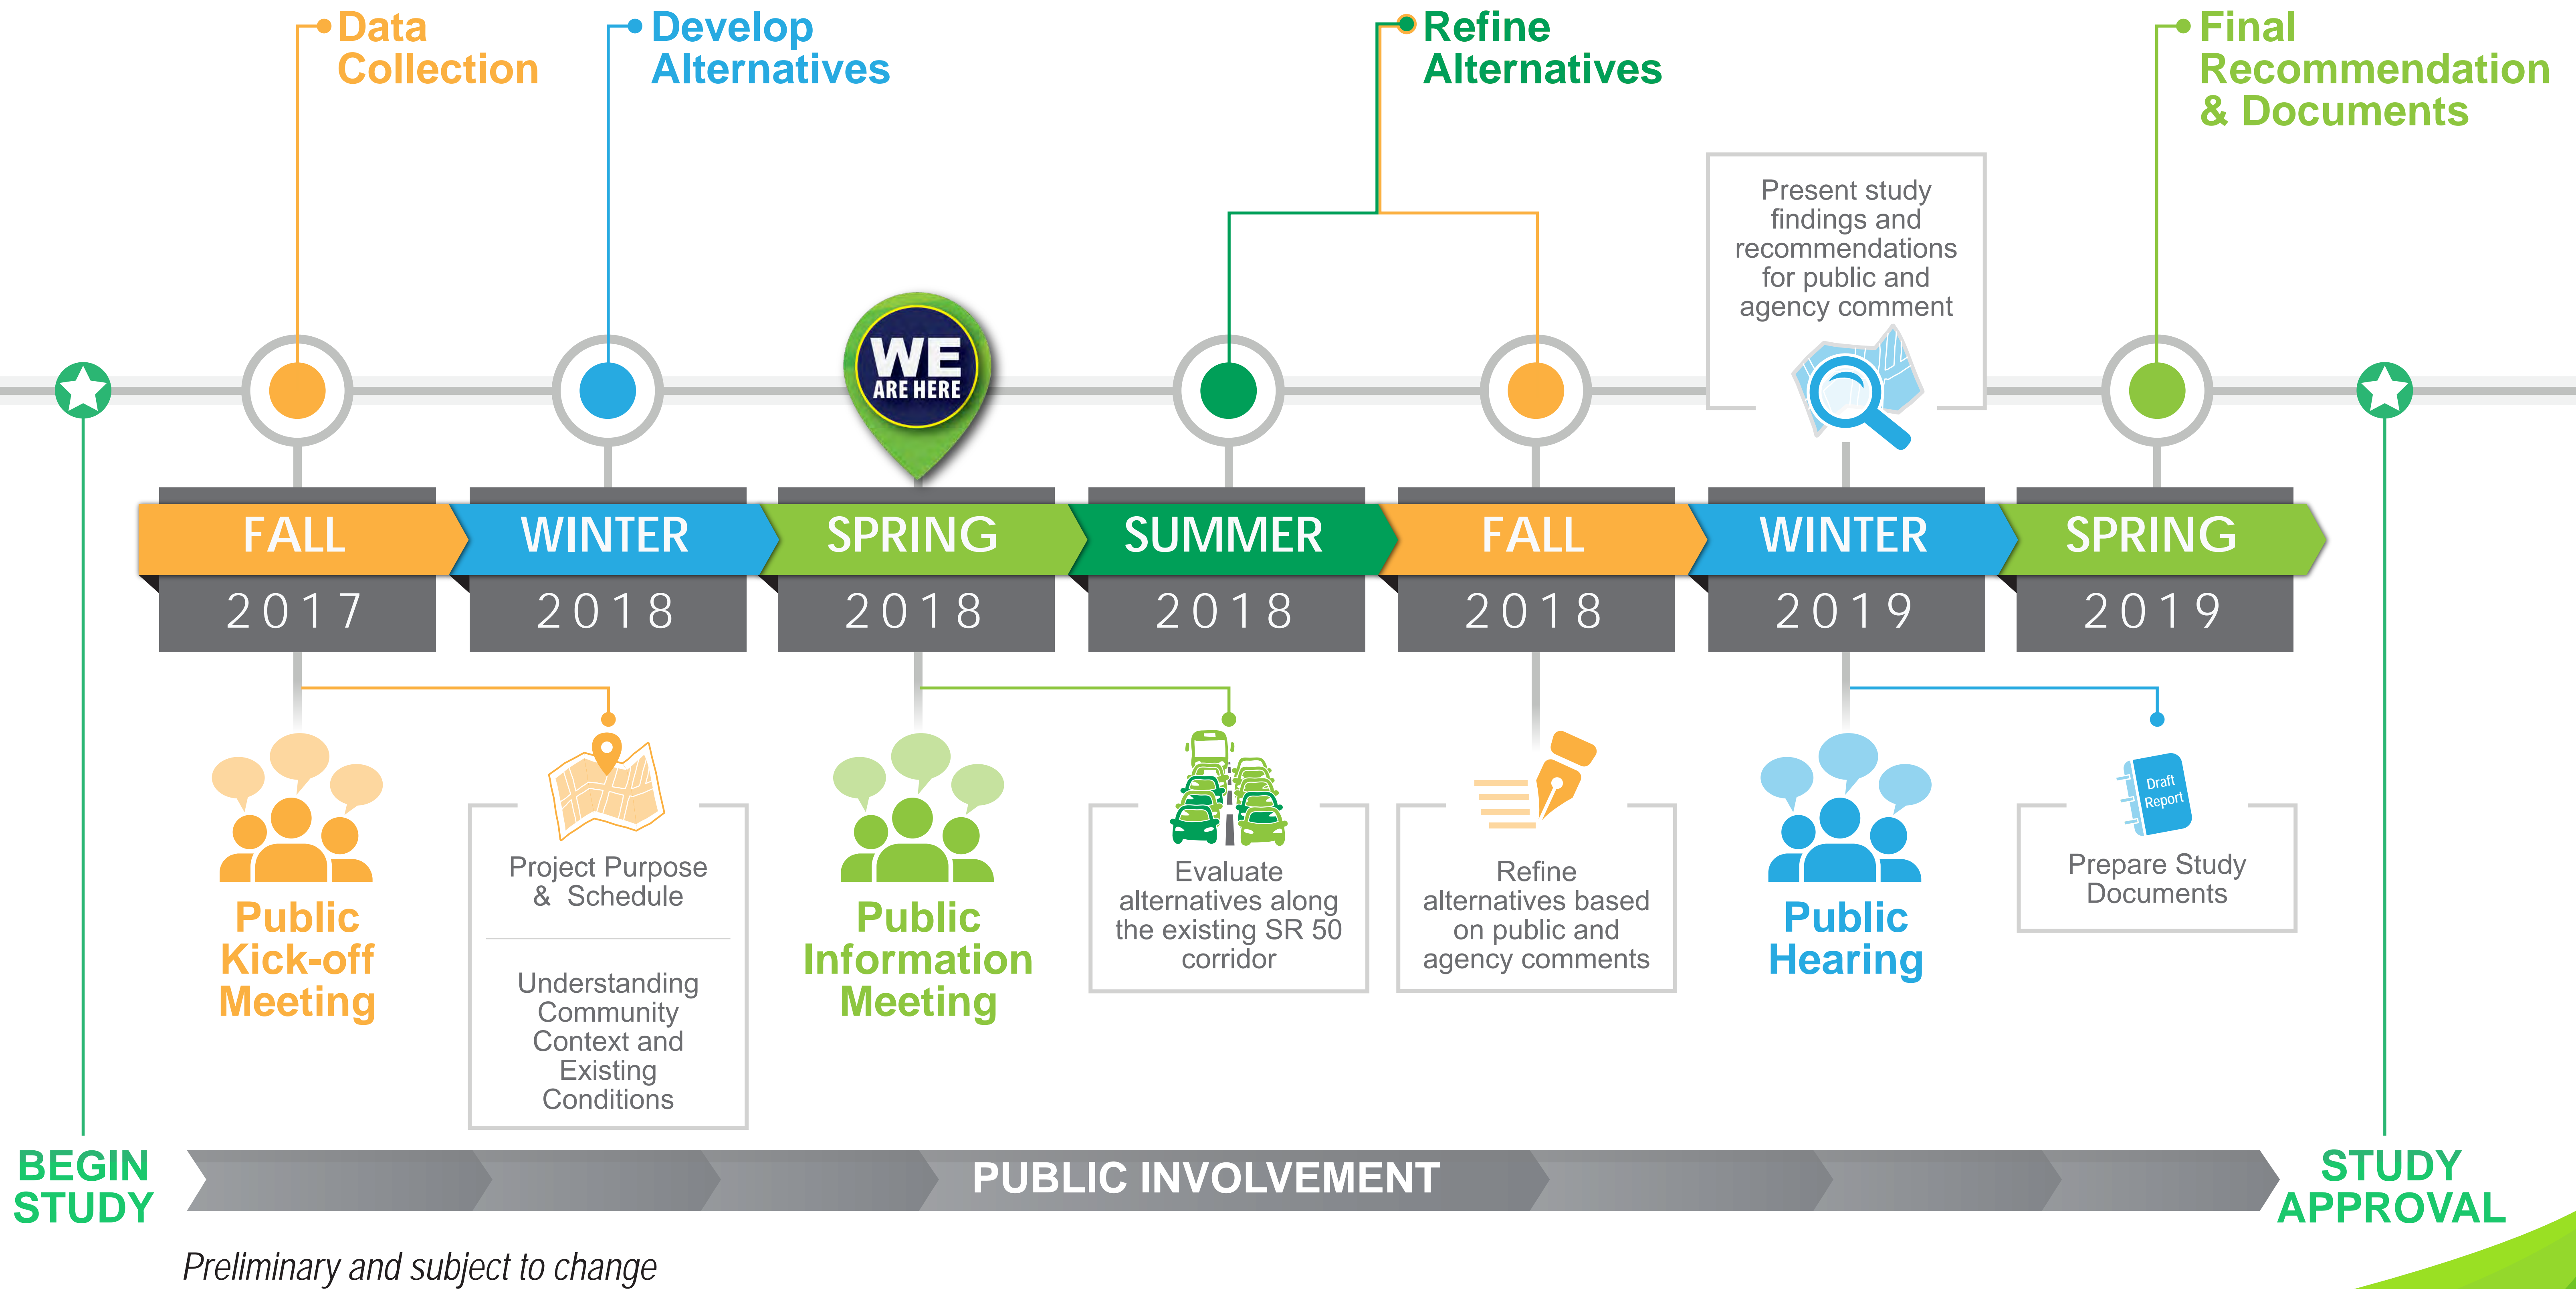 Data
Collection
Develop
Alternatives
Refine
Alternatives
Final
Recommendation
& Documents
Present study
findings and
recommendations
for public and
agency comment
WE
ARE HERE
FALL
2017
WINTER
2018
SPRING
2018
SUMMER
2018
FALL
2018
WINTER
2019
SPRING
2019
Public
Kick-off
Meeting
Project Purpose
& Schedule
Understanding
Community
Context and
Existing
Conditions
Public
Information
Meeting
Evaluate
alternatives along
the existing SR 50
corridor
Refine
alternatives based
on public and
agency comments
Public
Hearing
Draft
Report
Prepare Study
Documents
BEGIN
STUDY
PUBLIC INVOLVEMENT
STUDY
APPROVAL
Preliminary and subject to change